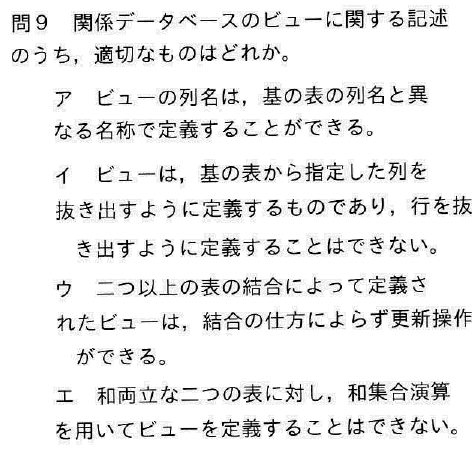 問９　関係データベースのビューに関する記述
のうち，適切なものはどれか。
ア　ビューの列名は，基の表の列名と異
なる名称で定義することができる。
イ　ビューは，基の表から指定した列を
抜き出すように定義するものであり，行を抜
き出すように定義することはできない。
ウ　二つ以上の表の結合によって定義さ
れたビューは，結合の仕方によらず更新操作
ができる。
エ　和両立な二つの表に対し，和集合演算
を用いてビューを定義することはできない。